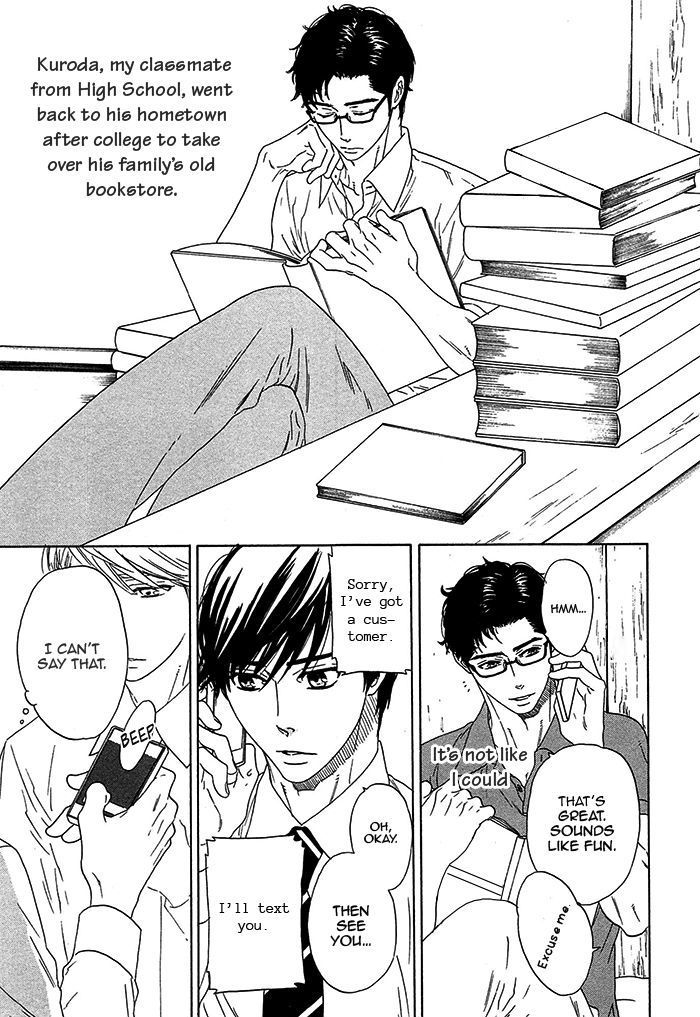 Kuroda, my classmate
from High School, went
back to his hometown
after college to take
over his family's old
bookstore.
HMM...
It's not like
I could
THAT'S
GREAT.
SOUNDS
LIKE FUN.
Excuse me.
Sorry,
I've got
a cus-
tomer.
OH,
OKAY.
THEN
SEE
YOU...
I'll text
you.
BEEP
I CAN'T
SAY THAT.